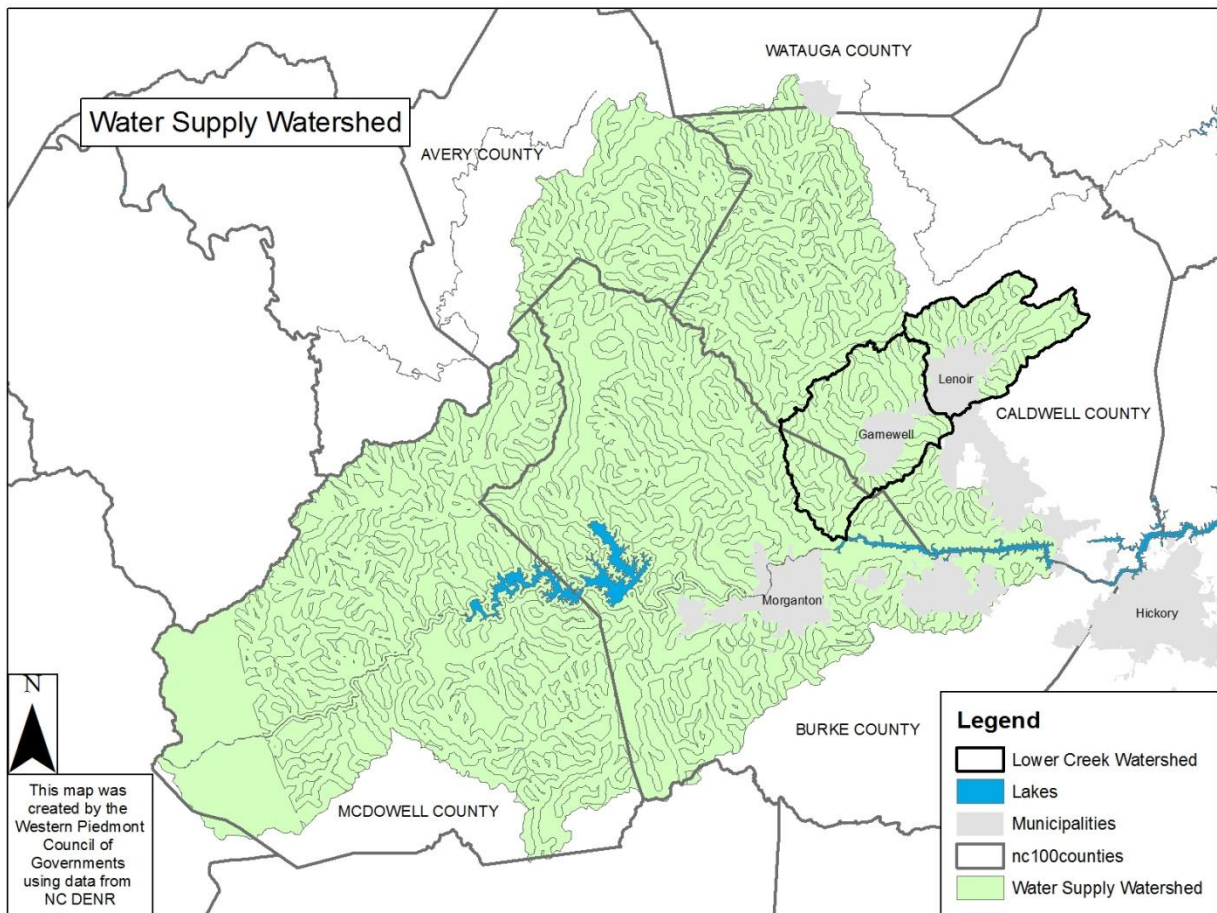 WATAUGA COUNTY
Water Supply Watershed
AVERY COUNTY
Lenoir
CALDWELL COUNTY
Gamewell
Morganton
Hickory
N
BURKE COUNTY
MCDOWELL COUNTY
This map was
created by the
Western Piedmont
Council of
Governments
using data from
NC DENR
Legend
Lower Creek Watershed
Lakes
Municipalities
nc100counties
Water Supply Watershed